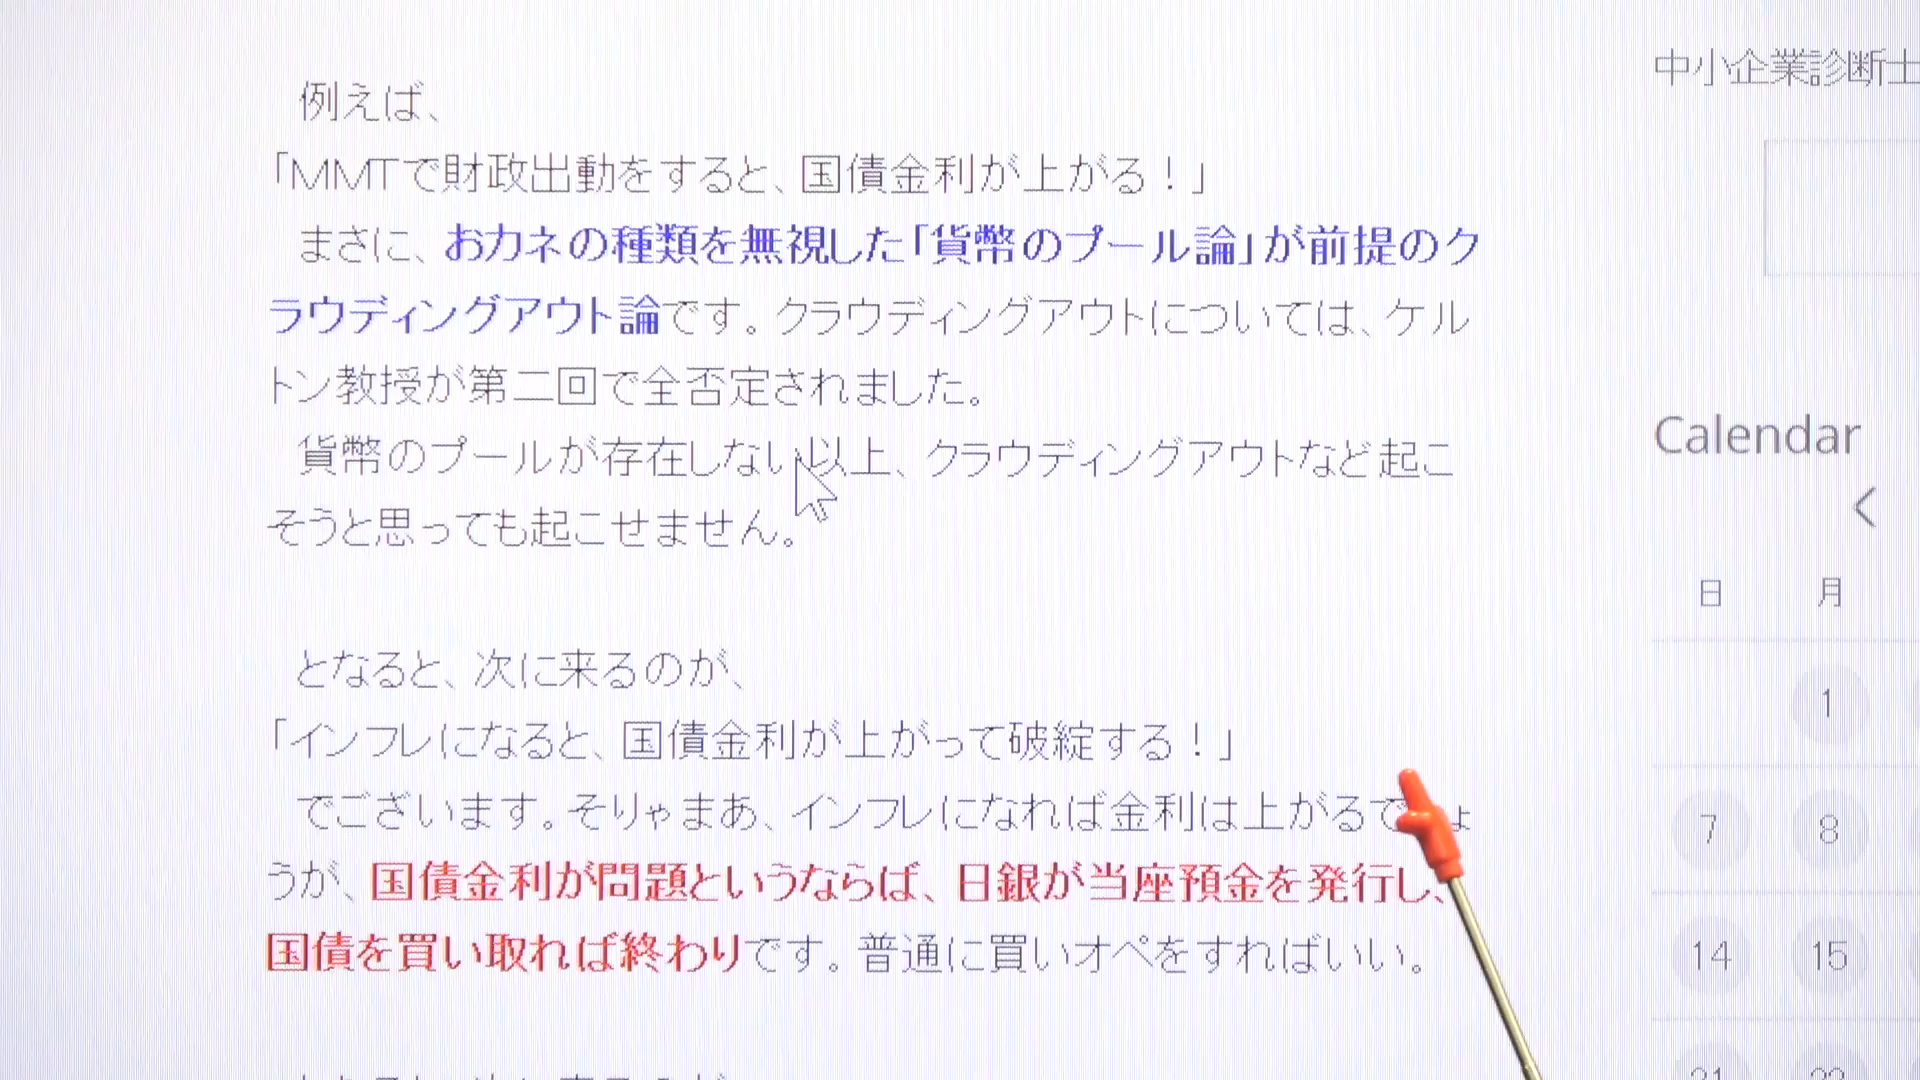 例えば、
「MMTで財政出動をすると、国債金利が上がる！」
まさに、おカネの種類を無視した「貨幣のプール論」が前提のク
ラウディングアウト論です。クラウディングアウトについては、ケル
トン教授が第二回で全否定されました。
貨幣のプールが存在しない以上、クラウディングアウトなど起こ
そうと思っても起こせません。
となると、次に来るのが、
「インフレになると、国債金利が上がって破綻する！」
でございます。そりゃまあ、インフレになれば金利は上がるでしょ
うが、国債金利が問題というならば、日銀が当座預金を発行し、
国債を買い取れば終わりです。普通に買いオペをすればいい。
中小企業診断士
Calendar
日 月
1
7 8
14 15